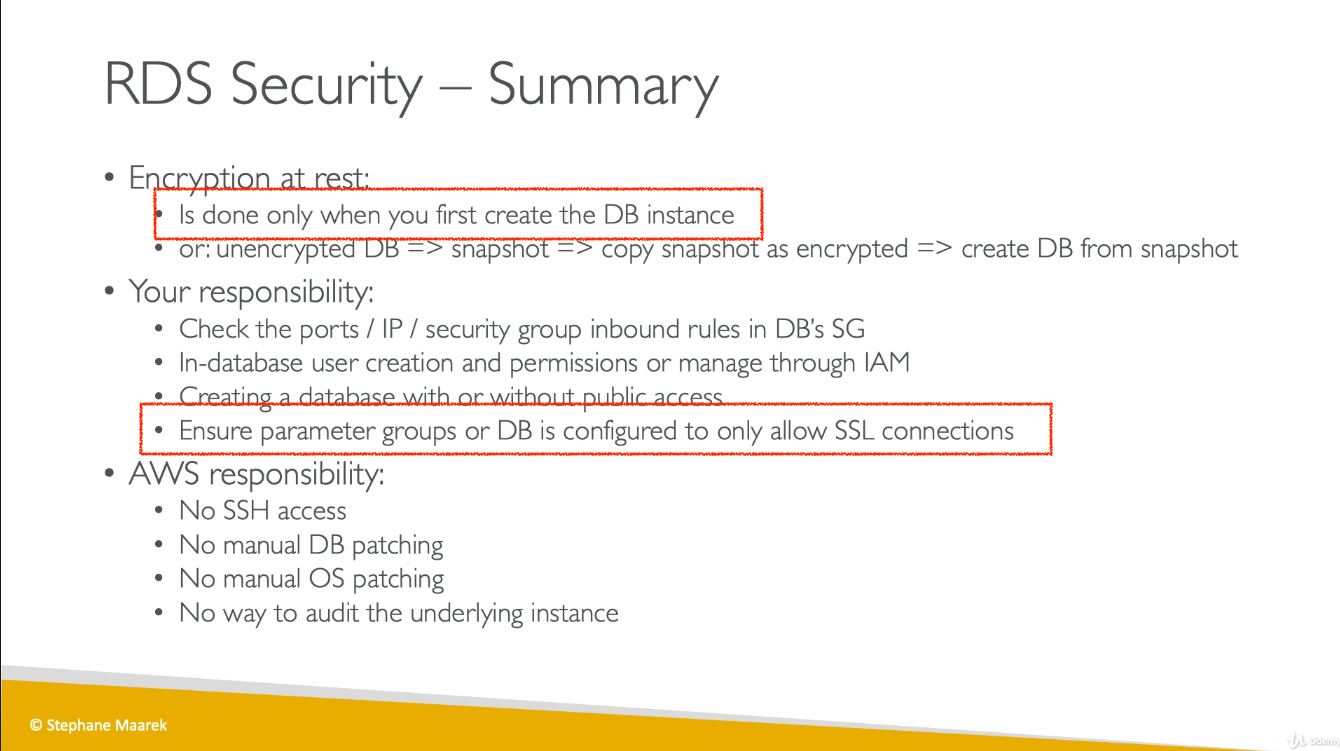 RDS Security – Summary
• Encryption at rest:
• Is done only when you first create the DB instance
• or: unencrypted DB => snapshot => copy snapshot as encrypted => create DB from snapshot
• Your responsibility:
• Check the ports / IP / security group inbound rules in DB’s SG
• In-database user creation and permissions or manage through IAM
• Creating a database with or without public access
• Ensure parameter groups or DB is configured to only allow SSL connections
• AWS responsibility:
• No SSH access
• No manual DB patching
• No manual OS patching
• No way to audit the underlying instance
© Stephane Maarek
Udemy